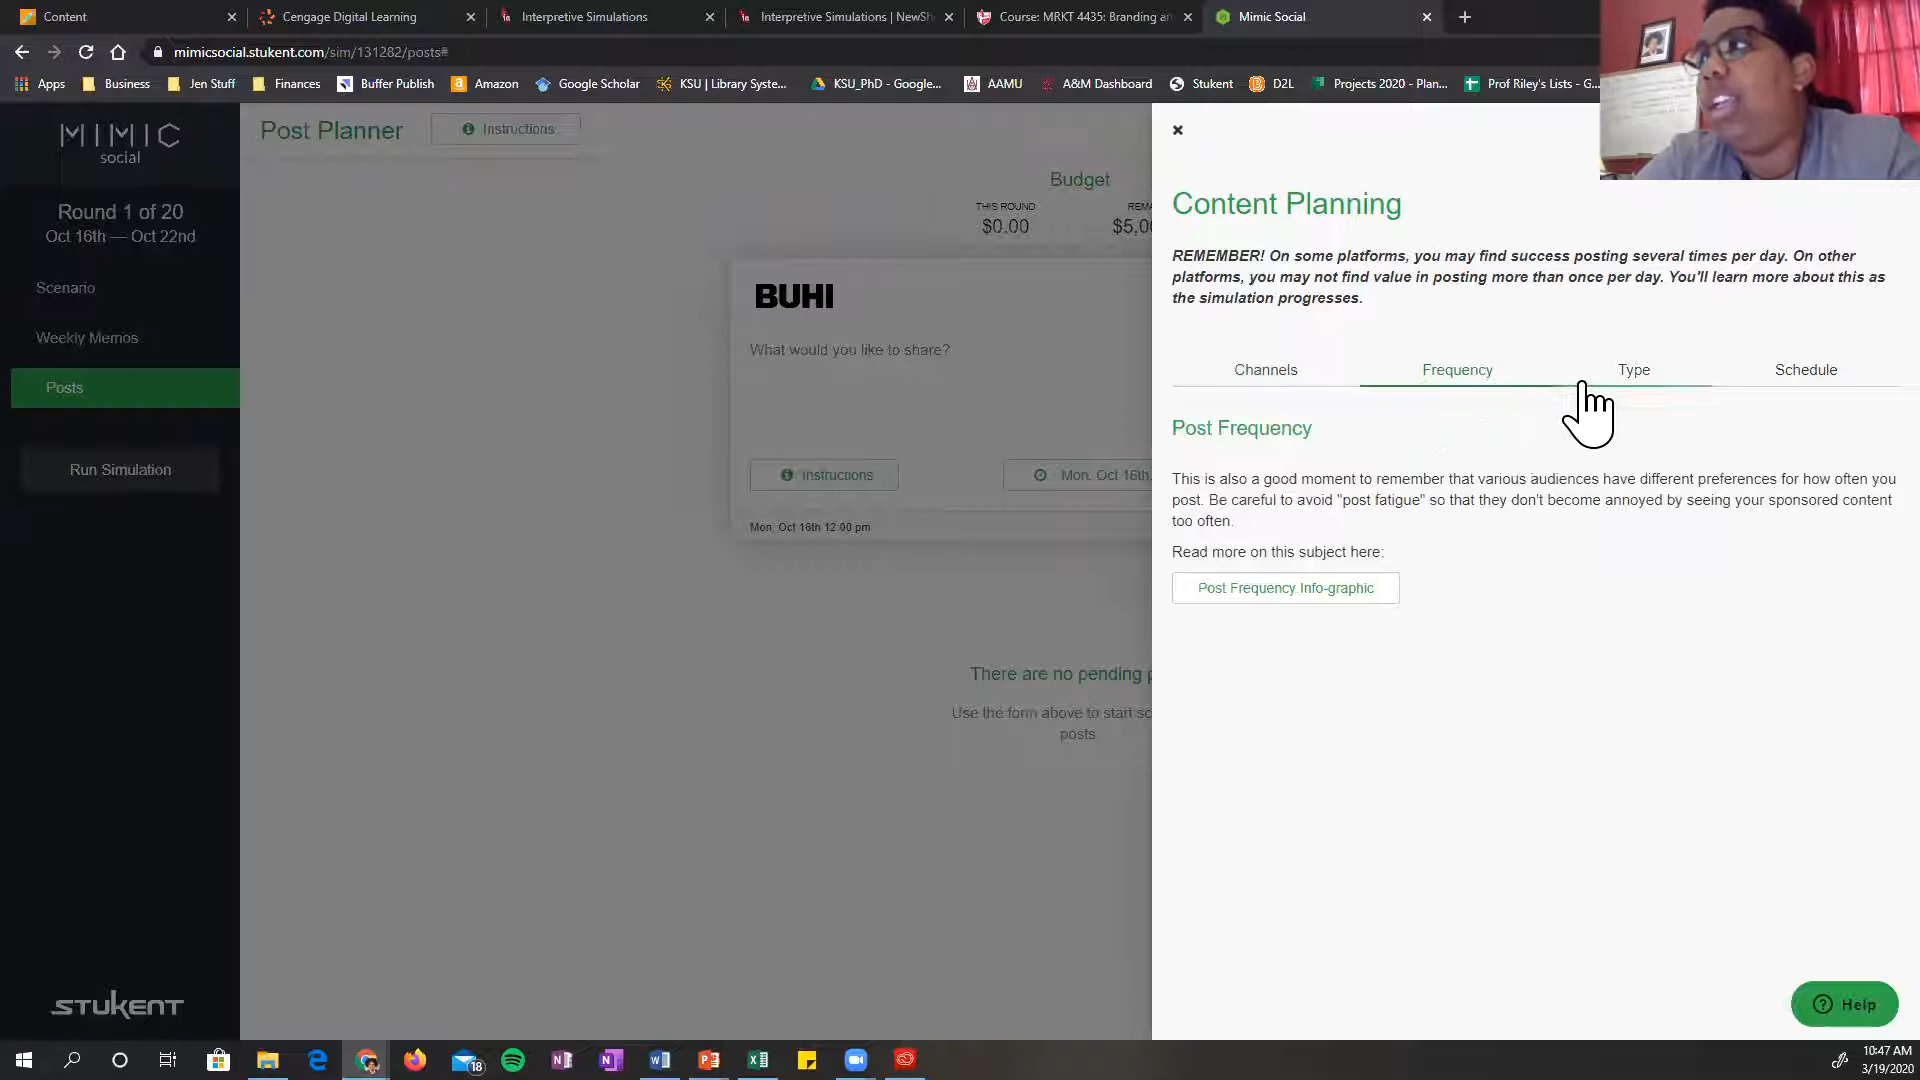 Content
Cengage Digital Learning
Interpretive Simulations
Interpretive Simulations | NewSh
Course: MRKT 4435: Branding an
Mimic Social
mimicsocial.stukent.com/sim/131282/posts#
Apps
Business
Jen Stuff
Finances
Buffer Publish
Amazon
Google Scholar
KSU | Library Syste...
KSU_PhD - Google...
AAMU
A&M Dashboard
Stukent
D2L
Projects 2020 - Plan...
Prof Riley's Lists - G...
MIMIC
social
Round 1 of 20
Oct 16th — Oct 22nd
Scenario
Weekly Memos
Posts
Run Simulation
STUKENT
Post Planner
Instructions
Budget
THIS ROUND
REMA
$0.00
$5,00
BUHI
What would you like to share?
Instructions
Mon. Oct 16th
Mon. Oct 16th 12:00 pm
There are no pending p
Use the form above to start sc
posts
Content Planning
REMEMBER! On some platforms, you may find success posting several times per day. On other
platforms, you may not find value in posting more than once per day. You'll learn more about this as
the simulation progresses.
Channels
Frequency
Type
Schedule
Post Frequency
This is also a good moment to remember that various audiences have different preferences for how often you
post. Be careful to avoid "post fatigue" so that they don't become annoyed by seeing your sponsored content
too often.
Read more on this subject here:
Post Frequency Info-graphic
Help
18
10:47 AM
3/19/2020